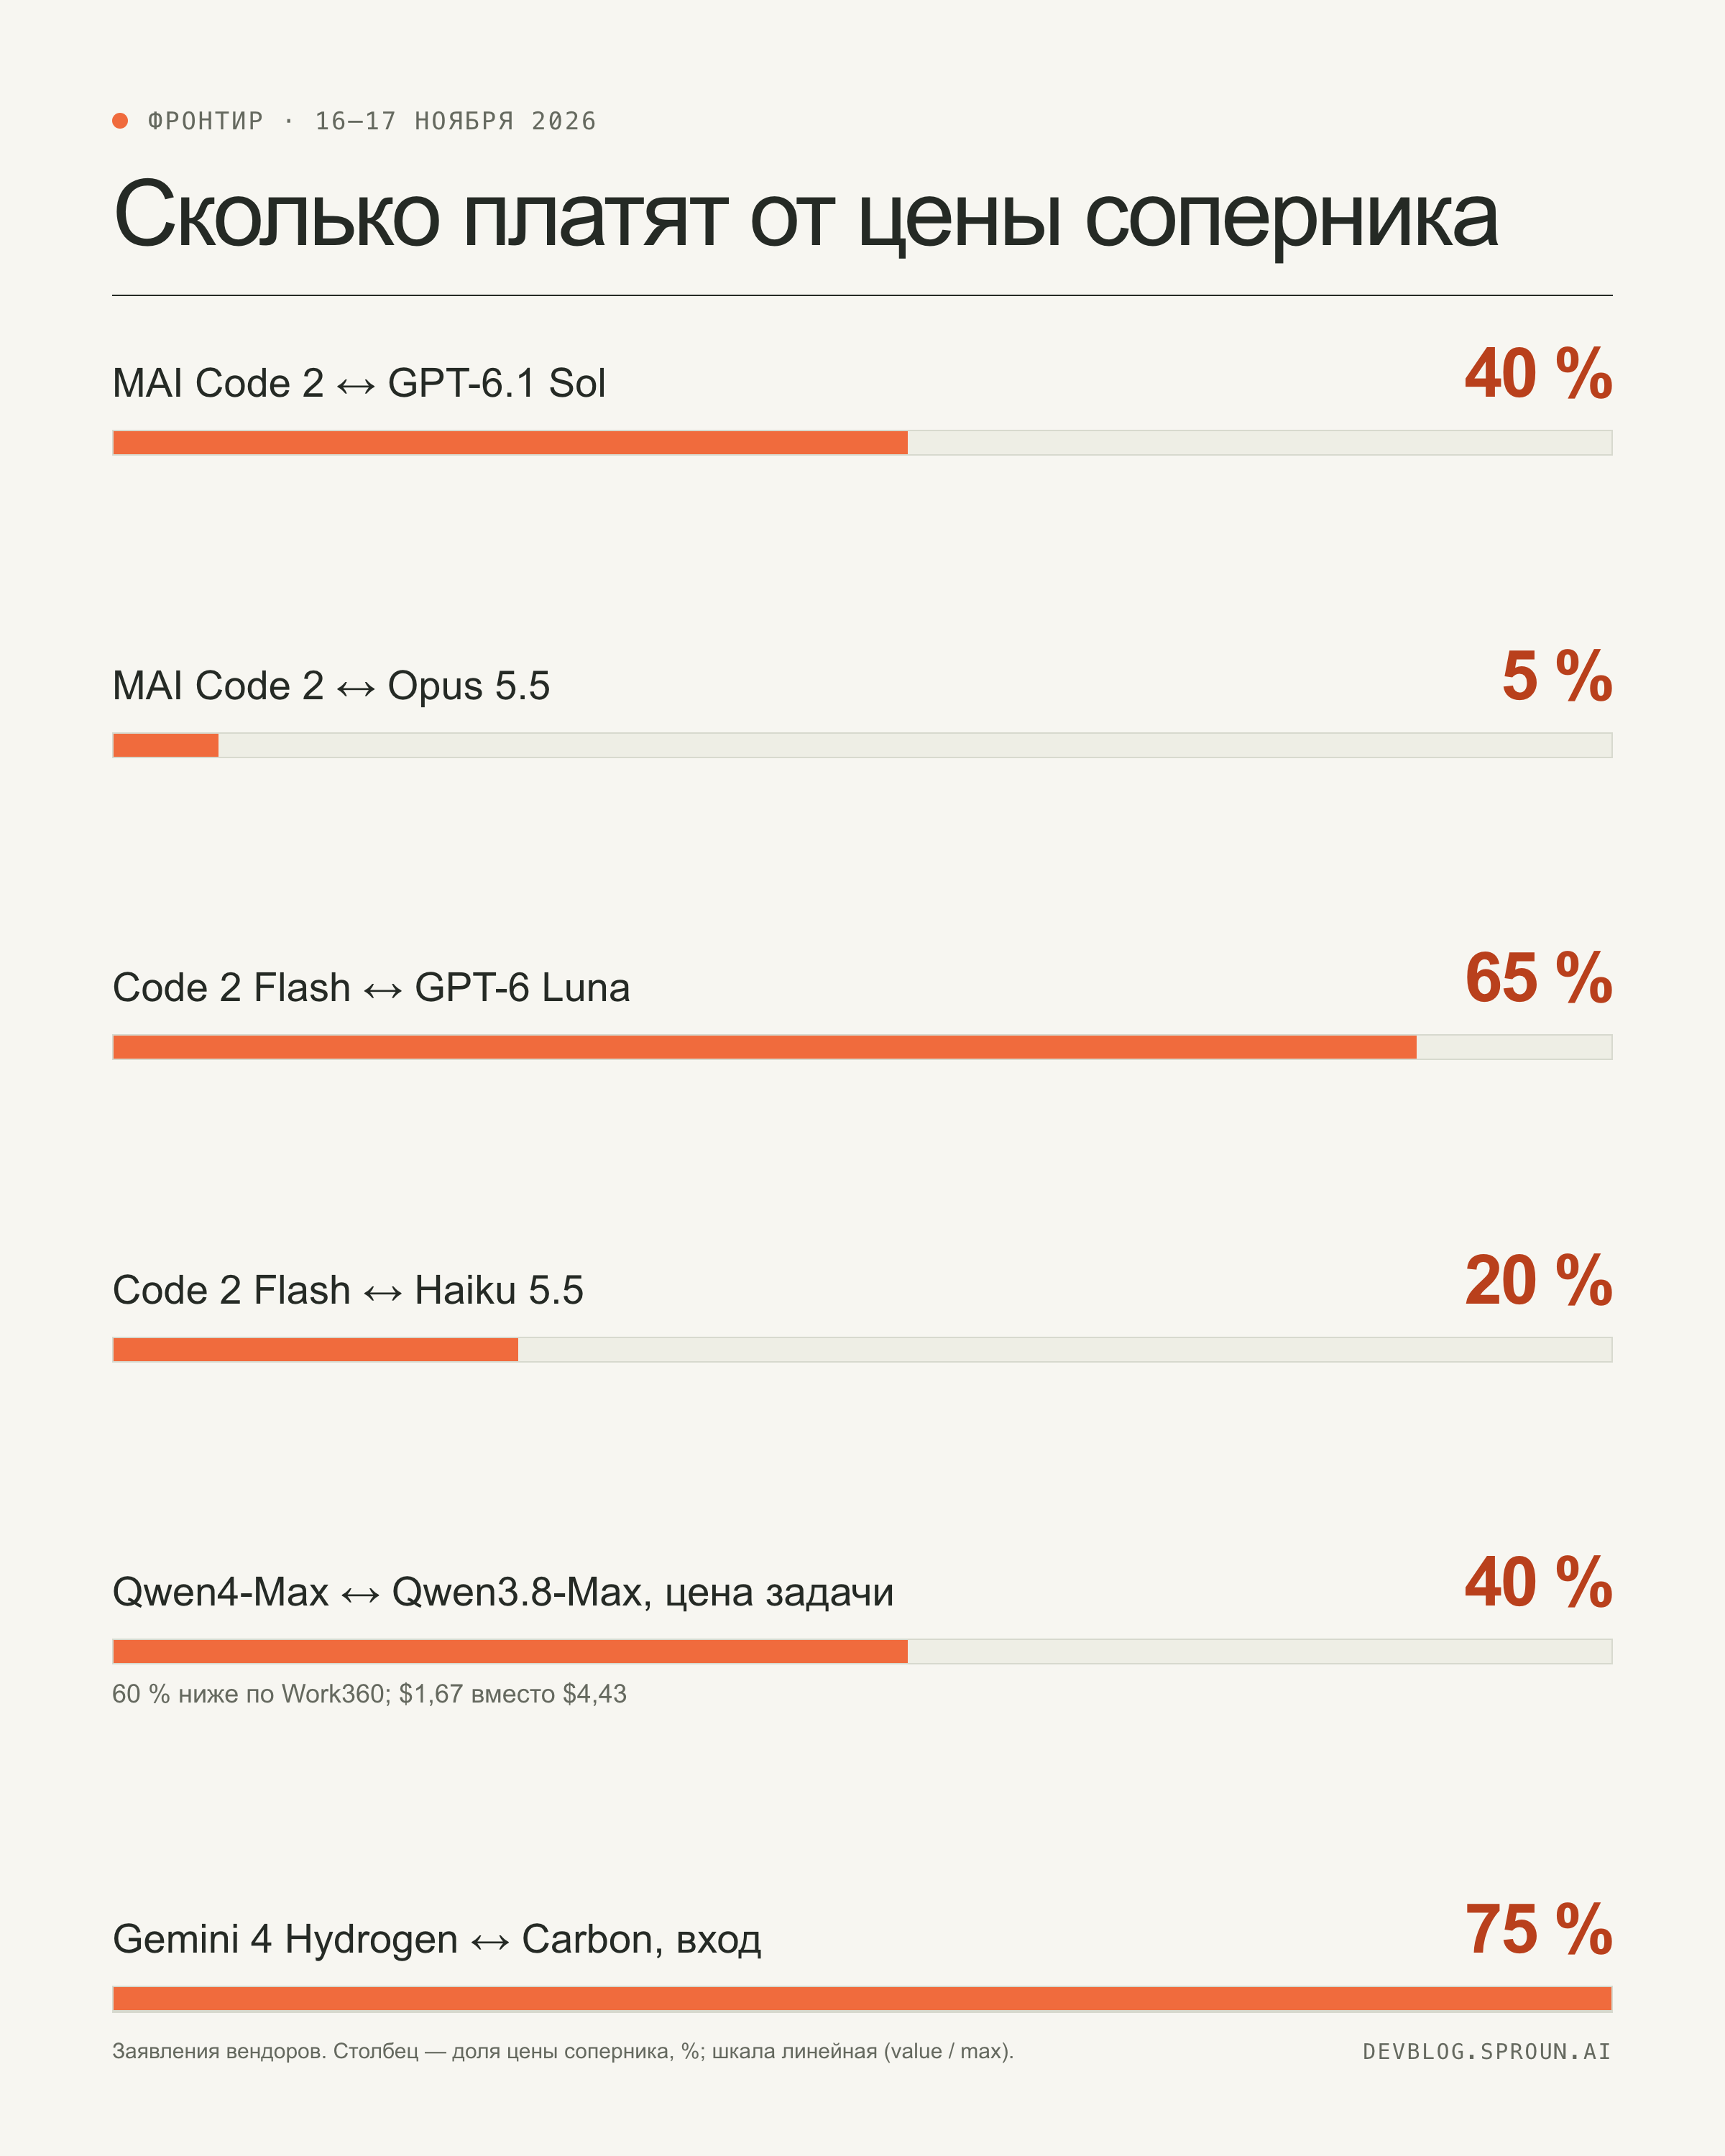 ФРОНТИР · 16—17 НОЯБРЯ 2026
Сколько платят от цены соперника
MAI Code 2 ↔ GPT-6.1 Sol 40 %
MAI Code 2 ↔ Opus 5.5 5 %
Code 2 Flash ↔ GPT-6 Luna 65 %
Code 2 Flash ↔ Haiku 5.5 20 %
Qwen4-Max ↔ Qwen3.8-Max, цена задачи 40 %
60 % ниже по Work360; $1,67 вместо $4,43
Gemini 4 Hydrogen ↔ Carbon, вход 75 %
Заявления вендоров. Столбец — доля цены соперника, %; шкала линейная (value / max). DEVBLOG.SPROUN.AI